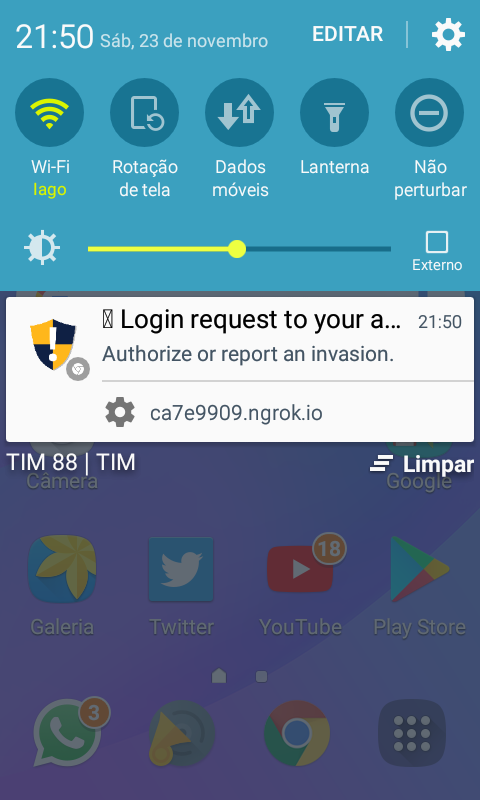 21:50 Sáb, 23 de novembro EDITAR
Wi-Fi
Iago
Rotação
de tela
Dados
móveis
Lanterna
Não
perturbar
Externo
Login request to your a... 21:50
Authorize or report an invasion.
ca7e9909.ngrok.io
TIM 88 | TIM Limpar
Câmera Google
18
Galeria Twitter YouTube Play Store
3